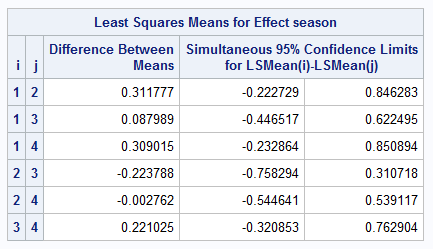 Least Squares Means for Effect season
i j Difference Between Means Simultaneous 95% Confidence Limits for LSMean(i)-LSMean(j)
1 2 0.311777 -0.222729 0.846283
1 3 0.087989 -0.446517 0.622495
1 4 0.309015 -0.232864 0.850894
2 3 -0.223788 -0.758294 0.310718
2 4 -0.002762 -0.544641 0.539117
3 4 0.221025 -0.320853 0.762904